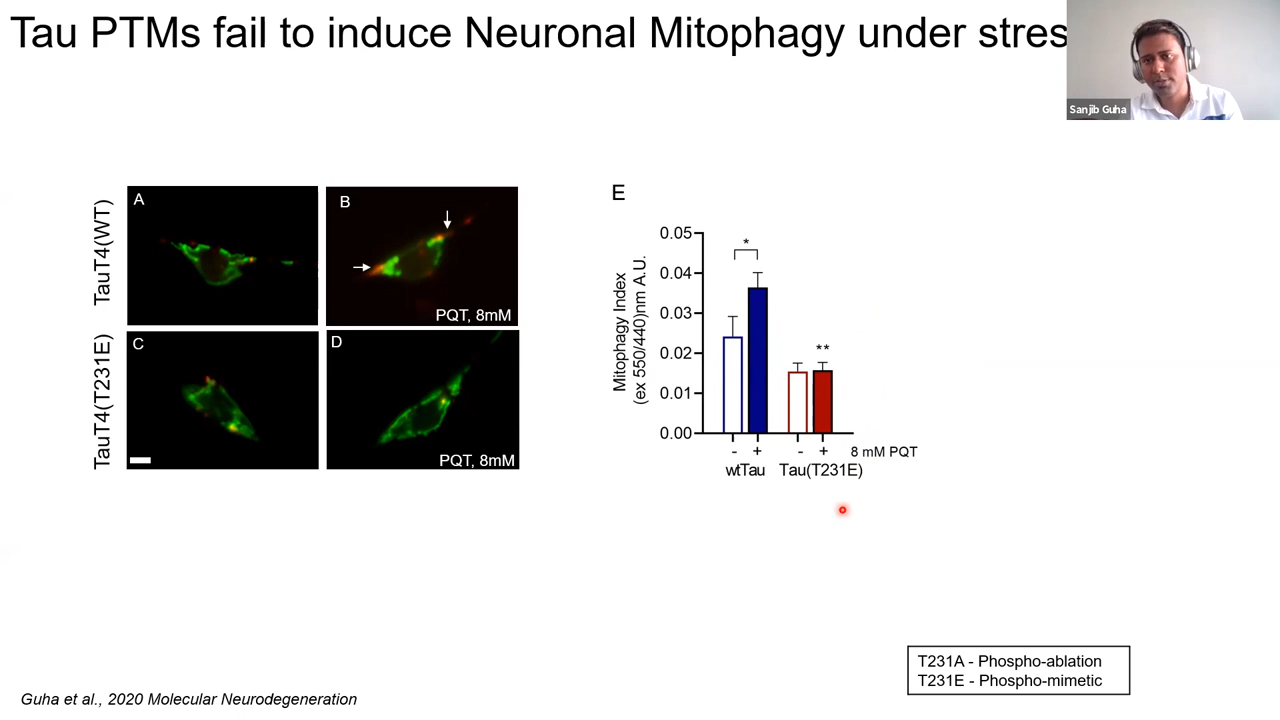 Tau PTMs fail to induce Neuronal Mitophagy under stres
Sanjib Guha
TauT4(WT)
A
B
PQT, 8mM
TauT4(T231E)
C
D
PQT, 8mM
E
Mitophagy Index
(ex 550/440)nm A.U.
0.05
0.04
0.03
0.02
0.01
0.00
*
**
- + - + 8 mM PQT
wtTau Tau(T231E)
T231A - Phospho-ablation
T231E - Phospho-mimetic
Guha et al., 2020 Molecular Neurodegeneration